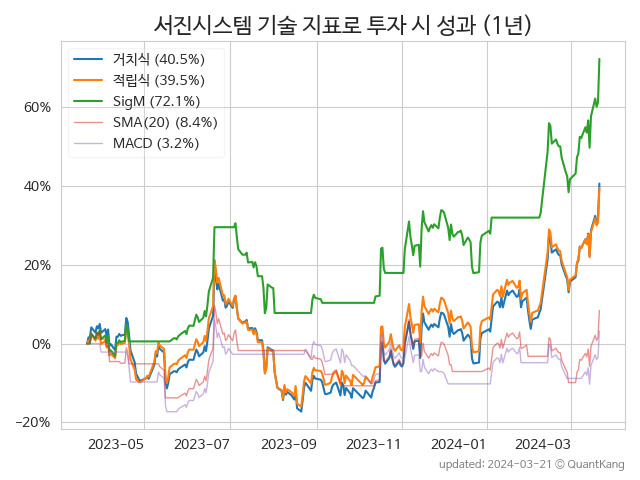 서진시스템 기술 지표로 투자 시 성과 (1년)
거치식 (40.5%)
적립식 (39.5%)
SigM (72.1%)
SMA(20) (8.4%)
MACD (3.2%)
60%
40%
20%
0%
−20%
2023−05
2023−07
2023−09
2023−11
2024−01
2024−03
updated: 2024-03-21 © QuantKang